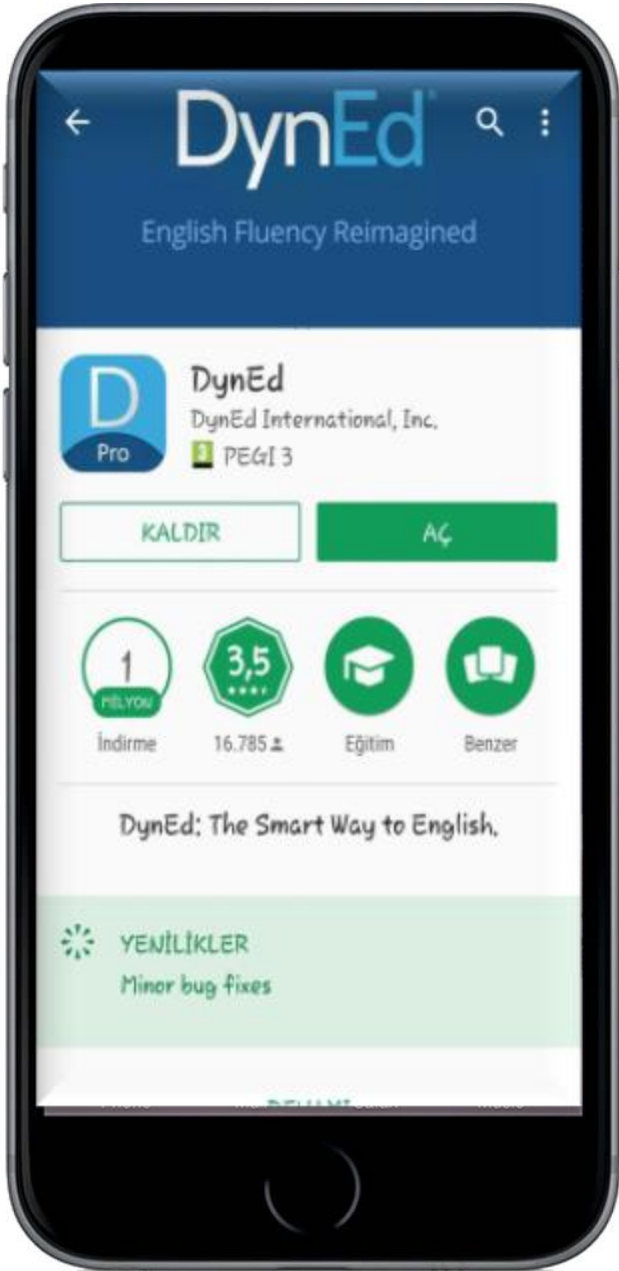 DynEd
English Fluency Reimagined
D
Pro
DynEd
DynEd International, Inc.
3 PEGI 3
KALDIR
AÇ
1
MİLYON
3,5
İndirme
16.785
Eğitim
Benzer
DynEd: The Smart Way to English.
YENİLİKLER
Minor bug fixes
DEVAMI